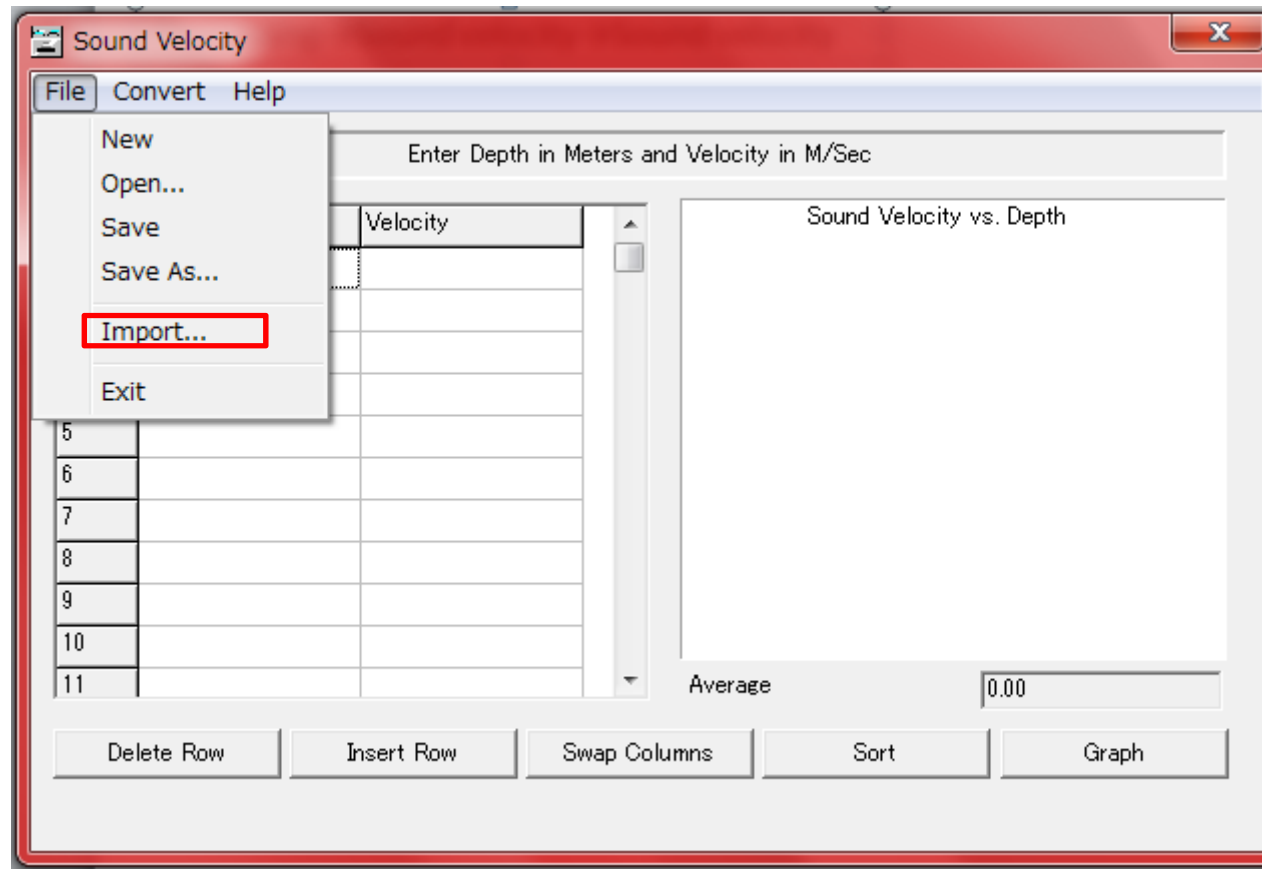 Sound Velocity
File Convert Help
New
Open...
Save
Save As...
Import...
Exit
Enter Depth in Meters and Velocity in M/Sec
Velocity
5
6
7
8
9
10
11
Sound Velocity vs. Depth
Average 0.00
Delete Row Insert Row Swap Columns Sort Graph